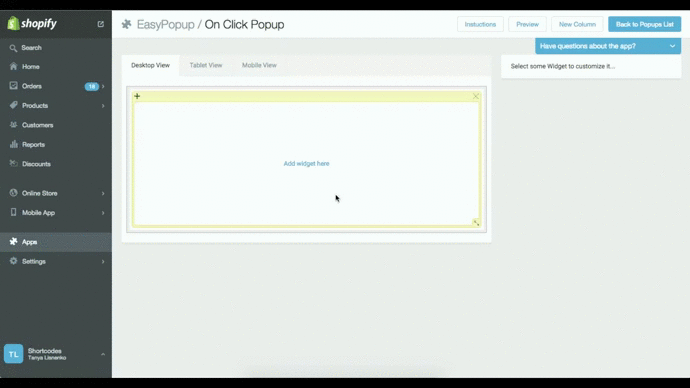 shopify
EasyPopup / On Click Popup
Instuctions
Preview
New Column
Back to Popups List
Have questions about the app?
Search
Home
Orders
18
Products
Customers
Reports
Discounts
Online Store
Mobile App
Apps
Settings
TL
Shortcodes
Tanya Lisnenko
Desktop View
Tablet View
Mobile View
Add widget here
Select some Widget to customize it...